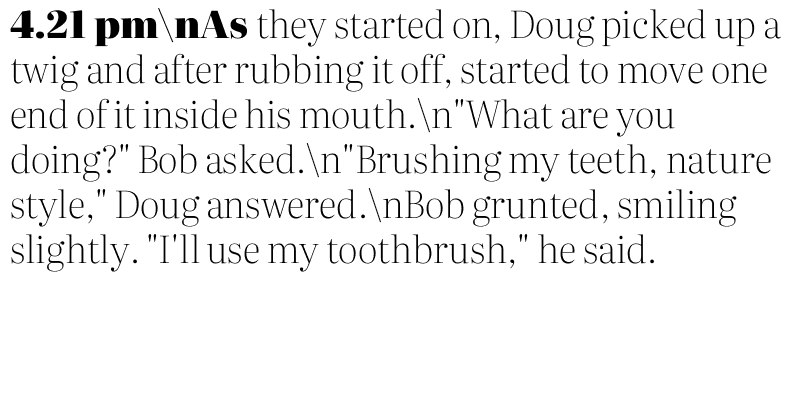 4.21 pm\nAs they started on, Doug picked up a
twig and after rubbing it off, started to move one
end of it inside his mouth.\n"What are you
doing?" Bob asked.\n"Brushing my teeth, nature
style," Doug answered.\nBob grunted, smiling
slightly. "I'll use my toothbrush," he said.